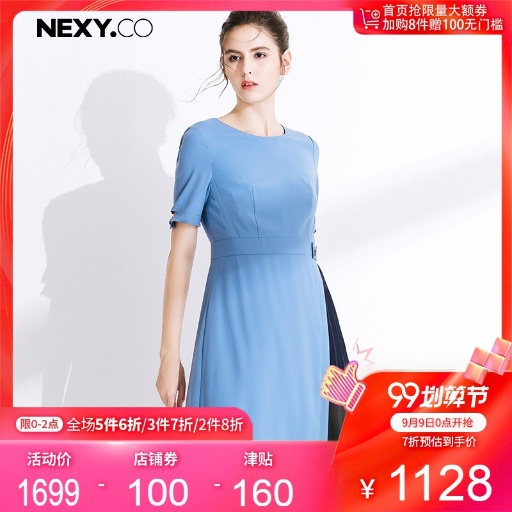 NEXY.CO
首页抢限量大额券
加购8件赠100无门槛
99划算节
9月9日0点开抢
限0-2点 全场5件6折/3件7折/2件8折
7折预估到手价
活动价 店铺券 津贴
1699 - 100 - 160
¥ 1128